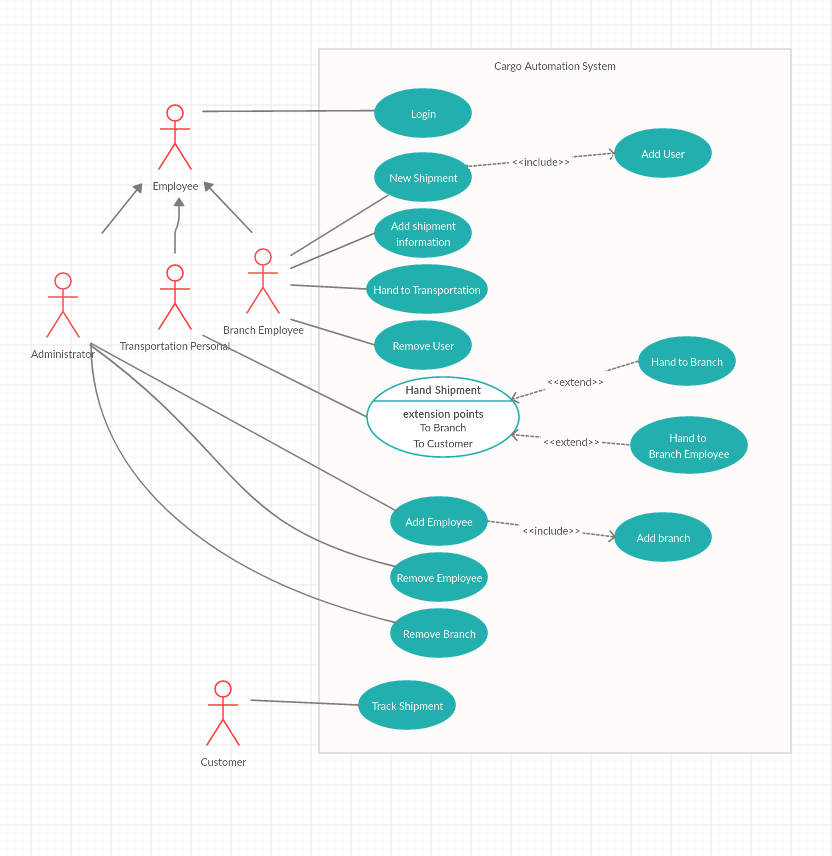 Cargo Automation System
Login
Employee
New Shipment
<<include>>
Add User
Add shipment
information
Hand to Transportation
Branch Employee
Remove User
Transportation Personal
Administrator
Hand Shipment
extension points
To Branch
To Customer
<<extend>>
Hand to Branch
<<extend>>
Hand to
Branch Employee
Add Employee
<<include>>
Add branch
Remove Employee
Remove Branch
Track Shipment
Customer